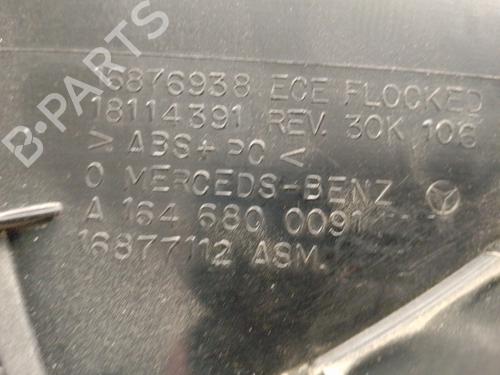 16876938 ECE FLOCKED
18114391 REV. 30K 106
> ABS+PC <
0 MERCEDS-BENZ
A 164 680 0091
16877112 ASM.
B-Parts